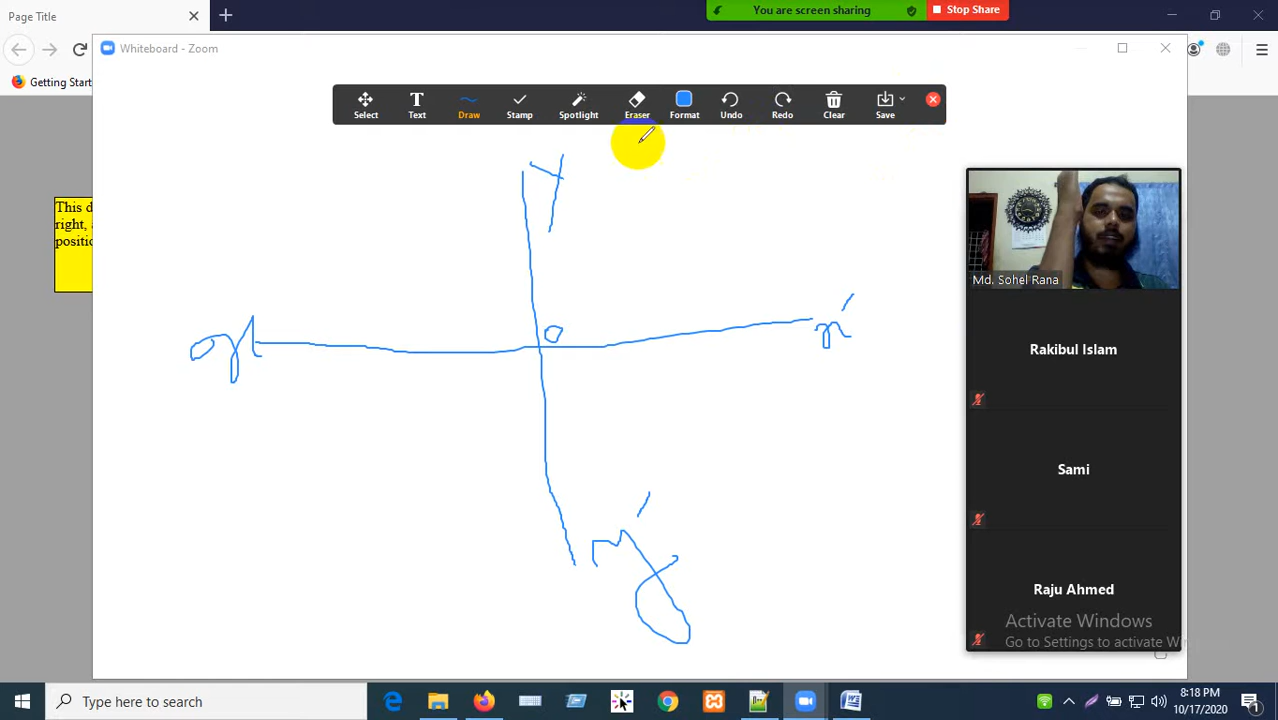 Page Title
You are screen sharing
Stop Share
Whiteboard - Zoom
Getting Start
Select
Text
Draw
Stamp
Spotlight
Eraser
Format
Undo
Redo
Clear
Save
This d
right, a
positio
Y
O
x'
Md. Sohel Rana
Rakibul Islam
Sami
Raju Ahmed
Activate Windows
Go to Settings to activate Wi
Type here to search
8:18 PM
10/17/2020
1